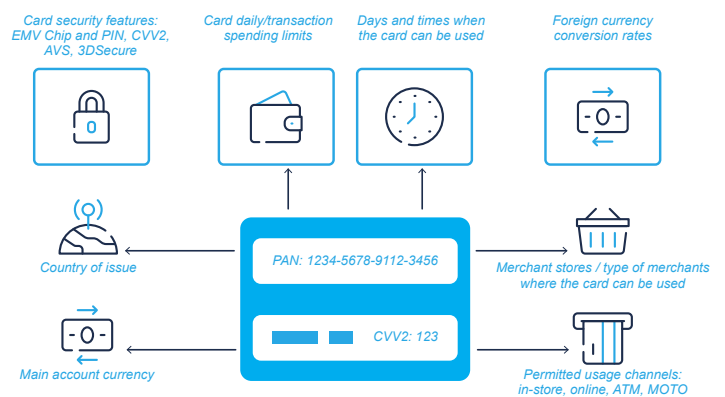 Card security features:
EMV Chip and PIN, CVV2,
AVS, 3DSecure
Card daily/transaction
spending limits
Days and times when
the card can be used
Foreign currency
conversion rates
Country of issue
PAN: 1234-5678-9112-3456
Merchant stores / type of merchants
where the card can be used
CVV2: 123
Main account currency
Permitted usage channels:
in-store, online, ATM, MOTO